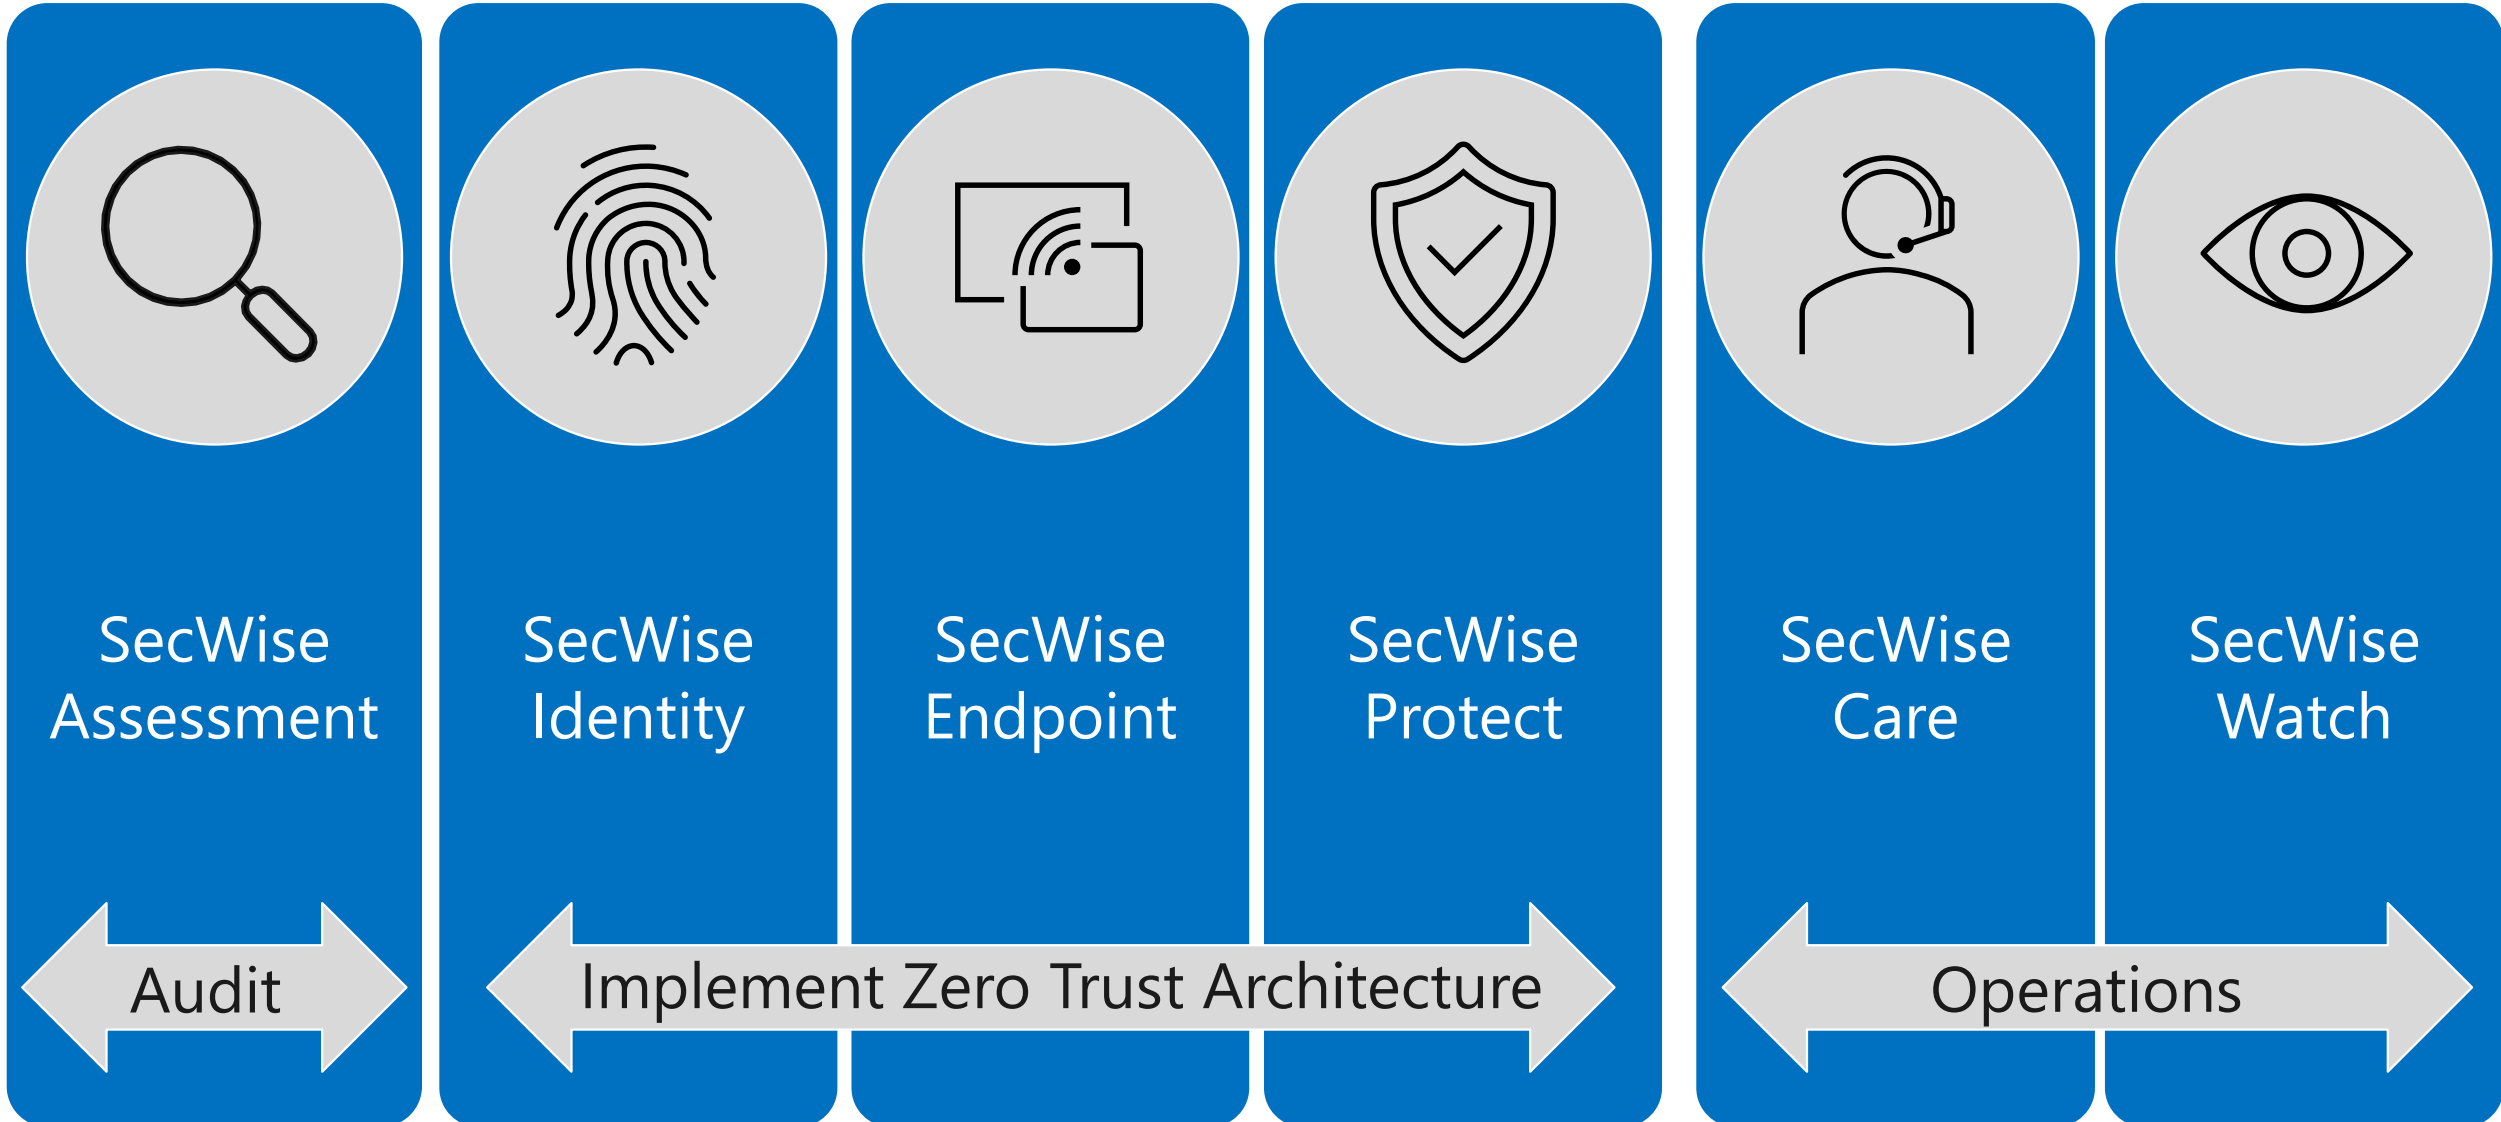 SecWise
Assessment
SecWise
Identity
SecWise
Endpoint
SecWise
Protect
SecWise
Care
SecWise
Watch
Audit
Implement Zero Trust Architecture
Operations